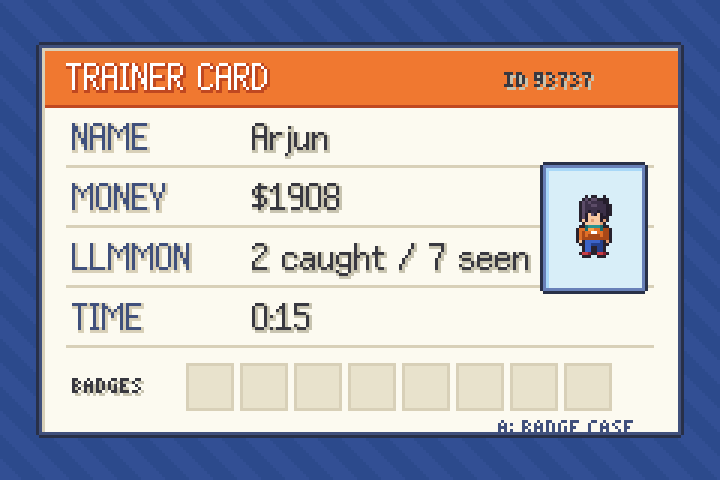 TRAINER CARD ID 93737
NAME Arjun
MONEY $1908
LLMMON 2 caught / 7 seen
TIME 0:15
BADGES
A: BADGE CASE